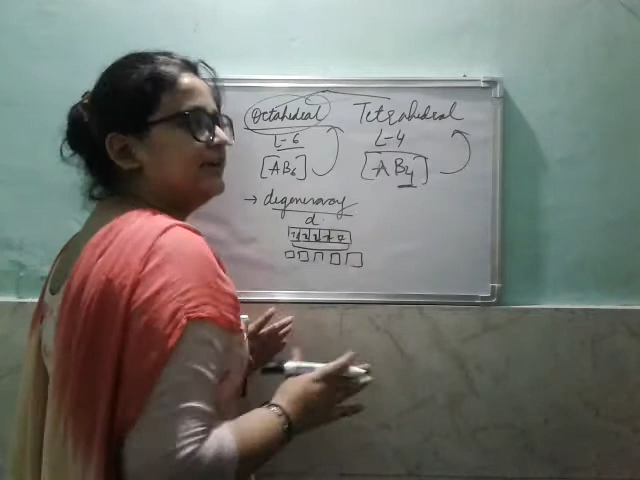 Octahedral Tetrahedral
L-6 L-4
[AB6] [AB4]
→ degeneracy
d